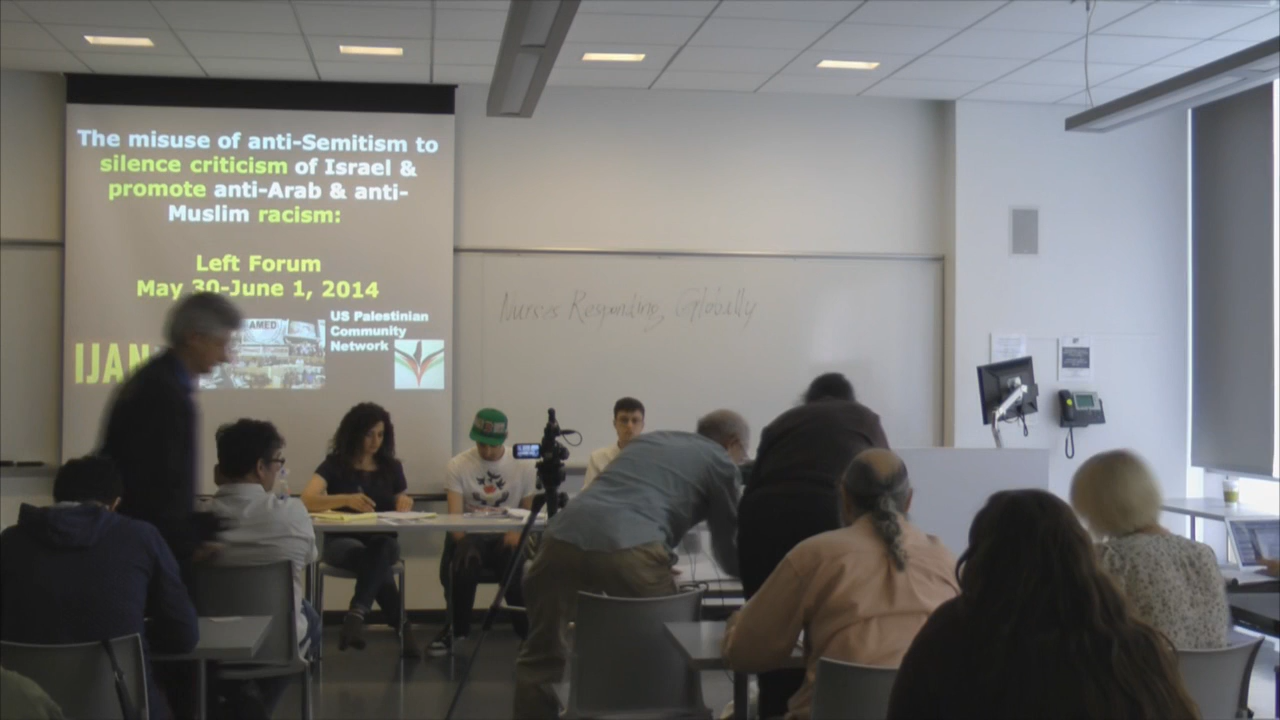 The misuse of anti-Semitism to
silence criticism of Israel &
promote anti-Arab & anti-
Muslim racism:
Left Forum
May 30-June 1, 2014
AMED
US Palestinian
Community
Network
IJAN
Nurses Responding Globally